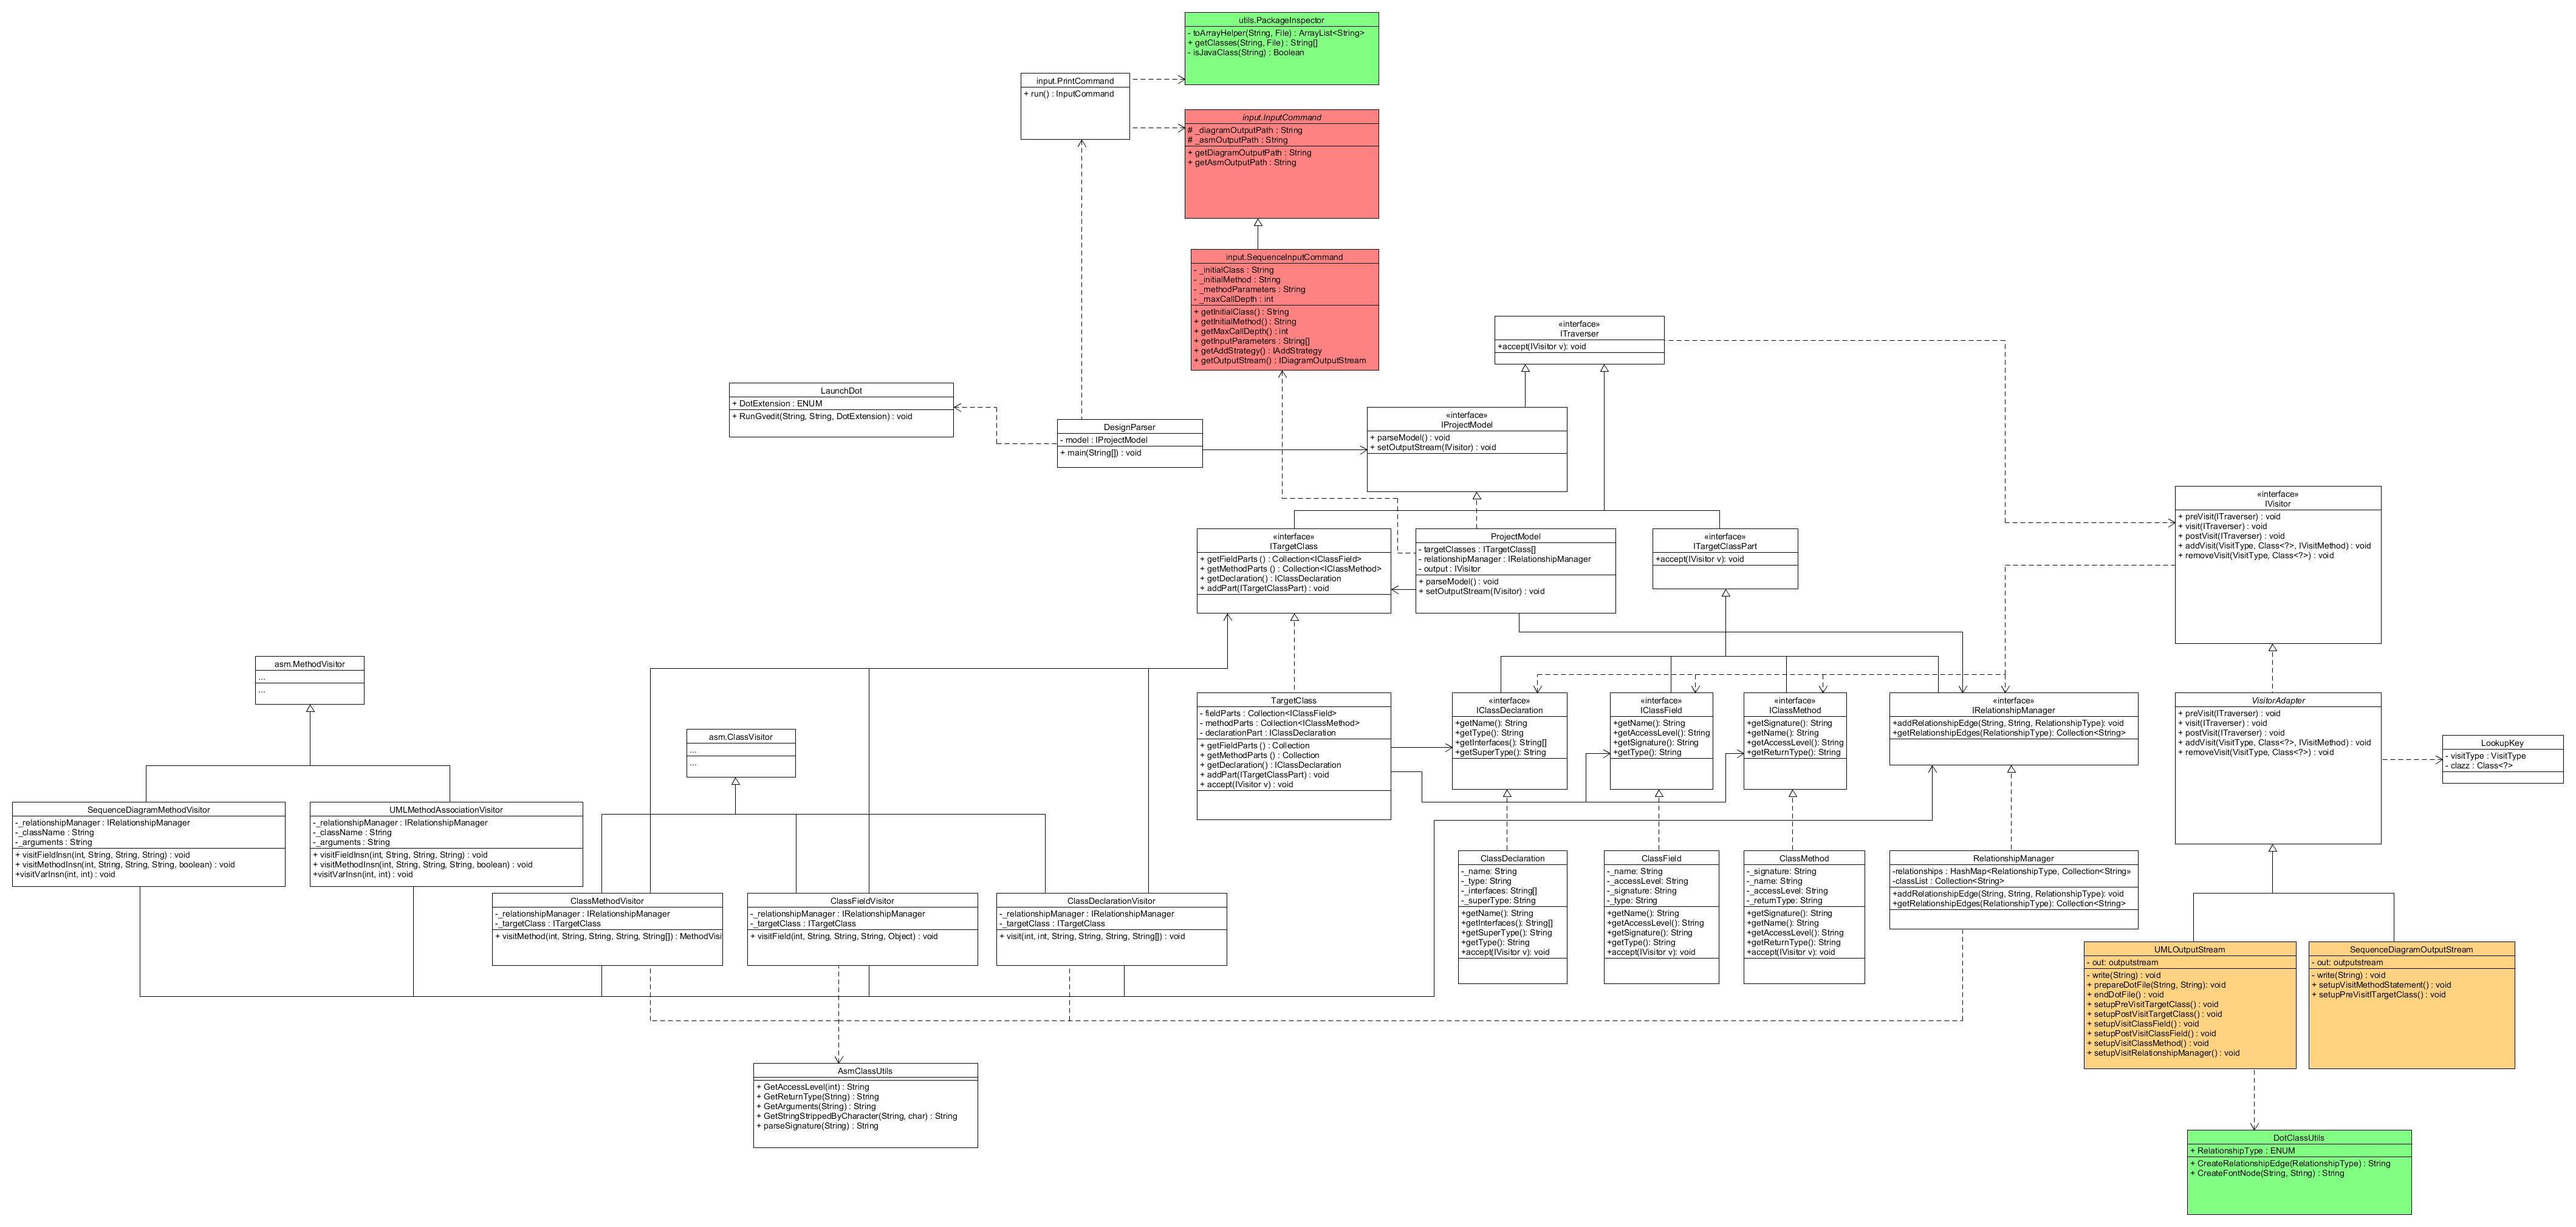 utils.PackageInspector
- toArrayHelper(String, File) : ArrayList<String>
+ getClasses(String, File) : String[]
- isJavaClass(String) : Boolean
input.PrintCommand
+ run() : InputCommand
input.InputCommand
# _diagramOutputPath : String
# _asmOutputPath : String
+ getDiagramOutputPath : String
+ getAsmOutputPath : String
input.SequenceInputCommand
- _initialClass : String
- _initialMethod : String
- _methodParameters : String
- _maxCallDepth : int
+ getInitialClass() : String
+ getInitialMethod() : String
+ getMaxCallDepth() : int
+ getInputParameters : String[]
+ getAddStrategy() : IAddStrategy
+ getOutputStream() : IDiagramOutputStream
«interface»
ITraverser
+accept(IVisitor v): void
LaunchDot
+ DotExtension : ENUM
+ RunGvedit(String, String, DotExtension) : void
DesignParser
- model : IProjectModel
+ main(String[]) : void
«interface»
IProjectModel
+ parseModel() : void
+ setOutputStream(IVisitor) : void
«interface»
IVisitor
+ preVisit(ITraverser) : void
+ visit(ITraverser) : void
+ postVisit(ITraverser) : void
+ addVisit(VisitType, Class<?>, IVisitMethod) : void
+ removeVisit(VisitType, Class<?>) : void
«interface»
ITargetClass
+ getFieldParts () : Collection<IClassField>
+ getMethodParts () : Collection<IClassMethod>
+ getDeclaration() : IClassDeclaration
+ addPart(ITargetClassPart) : void
ProjectModel
- targetClasses : ITargetClass[]
- relationshipManager : IRelationshipManager
- output : IVisitor
+ parseModel() : void
+ setOutputStream(IVisitor) : void
«interface»
ITargetClassPart
+accept(IVisitor v): void
asm.MethodVisitor
...
...
asm.ClassVisitor
...
...
TargetClass
- fieldParts : Collection<IClassField>
- methodParts : Collection<IClassMethod>
- declarationPart : IClassDeclaration
+ getFieldParts () : Collection
+ getMethodParts () : Collection
+ getDeclaration() : IClassDeclaration
+ addPart(ITargetClassPart) : void
+ accept(IVisitor v) : void
«interface»
IClassDeclaration
+getName(): String
+getType(): String
+getInterfaces(): String[]
+getSuperType(): String
«interface»
IClassField
+getName(): String
+getAccessLevel(): String
+getSignature(): String
+getType(): String
«interface»
IClassMethod
+getSignature(): String
+getName(): String
+getAccessLevel(): String
+getReturnType(): String
«interface»
IRelationshipManager
+addRelationshipEdge(String, String, RelationshipType): void
+getRelationshipEdges(RelationshipType): Collection<String>
VisitorAdapter
+ preVisit(ITraverser) : void
+ visit(ITraverser) : void
+ postVisit(ITraverser) : void
+ addVisit(VisitType, Class<?>, IVisitMethod) : void
+ removeVisit(VisitType, Class<?>) : void
LookupKey
- visitType : VisitType
- clazz : Class<?>
SequenceDiagramMethodVisitor
-_relationshipManager : IRelationshipManager
-_className : String
-_arguments : String
+ visitFieldInsn(int, String, String, String) : void
+ visitMethodInsn(int, String, String, String, boolean) : void
+visitVarInsn(int, int) : void
UMLMethodAssociationVisitor
-_relationshipManager : IRelationshipManager
-_className : String
-_arguments : String
+ visitFieldInsn(int, String, String, String) : void
+ visitMethodInsn(int, String, String, String, boolean) : void
+visitVarInsn(int, int) : void
ClassMethodVisitor
-_relationshipManager : IRelationshipManager
-_targetClass : ITargetClass
+ visitMethod(int, String, String, String, String[]) : MethodVisi
ClassFieldVisitor
-_relationshipManager : IRelationshipManager
-_targetClass : ITargetClass
+ visitField(int, String, String, String, Object) : void
ClassDeclarationVisitor
-_relationshipManager : IRelationshipManager
-_targetClass : ITargetClass
+ visit(int, int, String, String, String, String[]) : void
ClassDeclaration
-_name: String
-_type: String
-_interfaces: String[]
-_superType: String
+getName(): String
+getInterfaces(): String[]
+getSuperType(): String
+getType(): String
+accept(IVisitor v): void
ClassField
-_name: String
-_accessLevel: String
-_signature: String
-_type: String
+getName(): String
+getAccessLevel(): String
+getSignature(): String
+getType(): String
+accept(IVisitor v): void
ClassMethod
-_signature: String
-_name: String
-_accessLevel: String
-_returnType: String
+getSignature(): String
+getName(): String
+getAccessLevel(): String
+getReturnType(): String
+accept(IVisitor v): void
RelationshipManager
-relationships : HashMap<RelationshipType, Collection<String>>
-classList : Collection<String>
+addRelationshipEdge(String, String, RelationshipType): void
+getRelationshipEdges(RelationshipType): Collection<String>
UMLOutputStream
- out: outputstream
- write(String) : void
+ prepareDotFile(String, String): void
+ endDotFile() : void
+ setupPreVisitTargetClass() : void
+ setupPostVisitTargetClass() : void
+ setupVisitClassField() : void
+ setupPostVisitClassField() : void
+ setupVisitClassMethod() : void
+ setupVisitRelationshipManager() : void
SequenceDiagramOutputStream
- out: outputstream
- write(String) : void
+ setupVisitMethodStatement() : void
+ setupPreVisitITargetClass() : void
AsmClassUtils
+ GetAccessLevel(int) : String
+ GetReturnType(String) : String
+ GetArguments(String) : String
+ GetStringStrippedByCharacter(String, char) : String
+ parseSignature(String) : String
DotClassUtils
+ RelationshipType : ENUM
+ CreateRelationshipEdge(RelationshipType) : String
+ CreateFontNode(String, String) : String